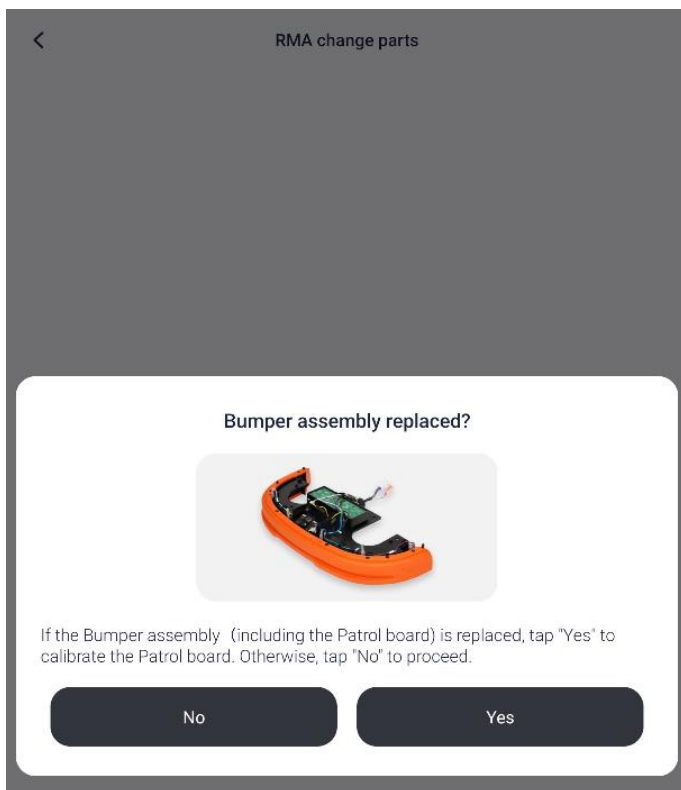 RMA change parts
Bumper assembly replaced?
If the Bumper assembly（including the Patrol board) is replaced, tap "Yes" to
calibrate the Patrol board. Otherwise, tap "No" to proceed.
No
Yes